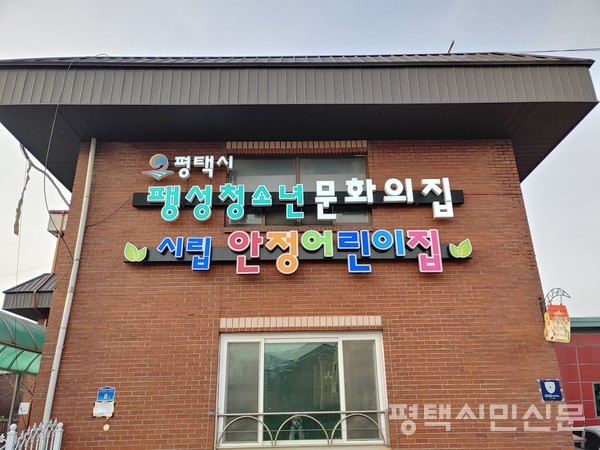 평택시
팽성청소년문화의집
시립 안정어린이집
8
평택시민신문